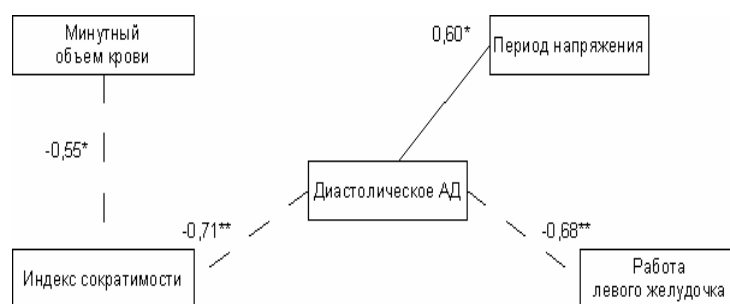 Минутный
объем крови
0,60*
Период напряжения
-0,55*
Диастолическое АД
-0,71**
-0,68**
Индекс сократимости
Работа
левого желудочка